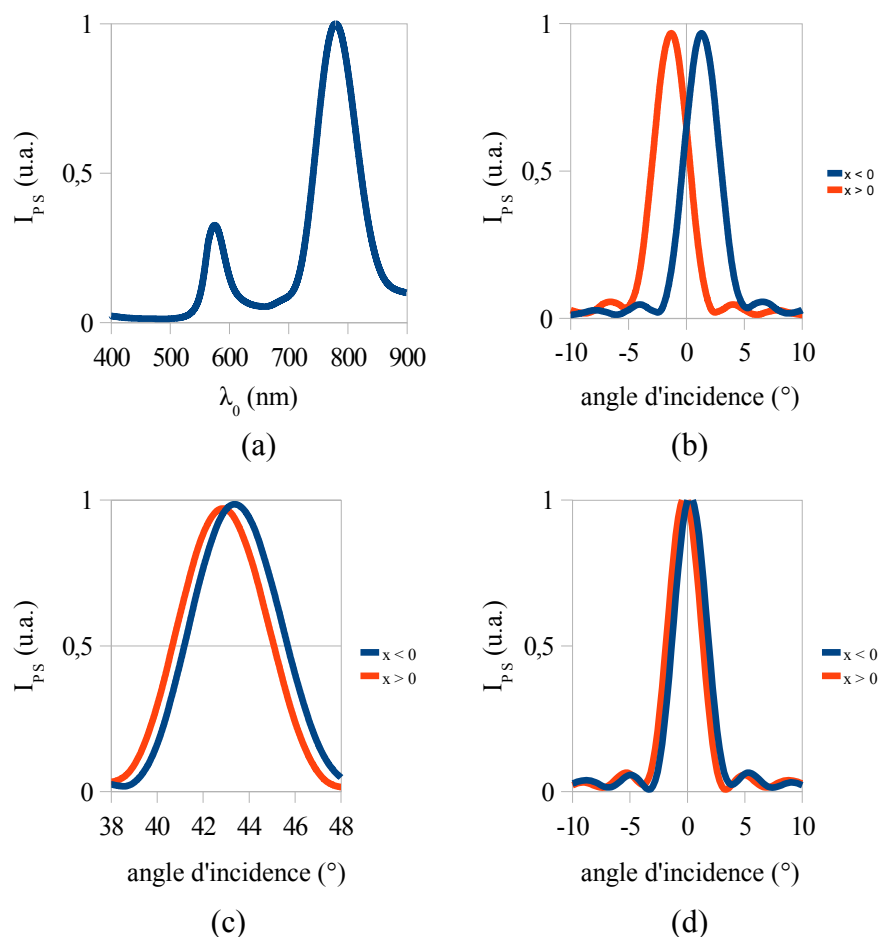 1
0,5
0
I_PS (u.a.)
400 500 600 700 800 900
λ_0 (nm)
(a)
1
0,5
0
I_PS (u.a.)
-10 -5 0 5 10
angle d'incidence (°)
x < 0
x > 0
(b)
1
0,5
0
I_PS (u.a.)
38 40 42 44 46 48
angle d'incidence (°)
x < 0
x > 0
(c)
1
0,5
0
I_PS (u.a.)
-10 -5 0 5 10
angle d'incidence (°)
x < 0
x > 0
(d)